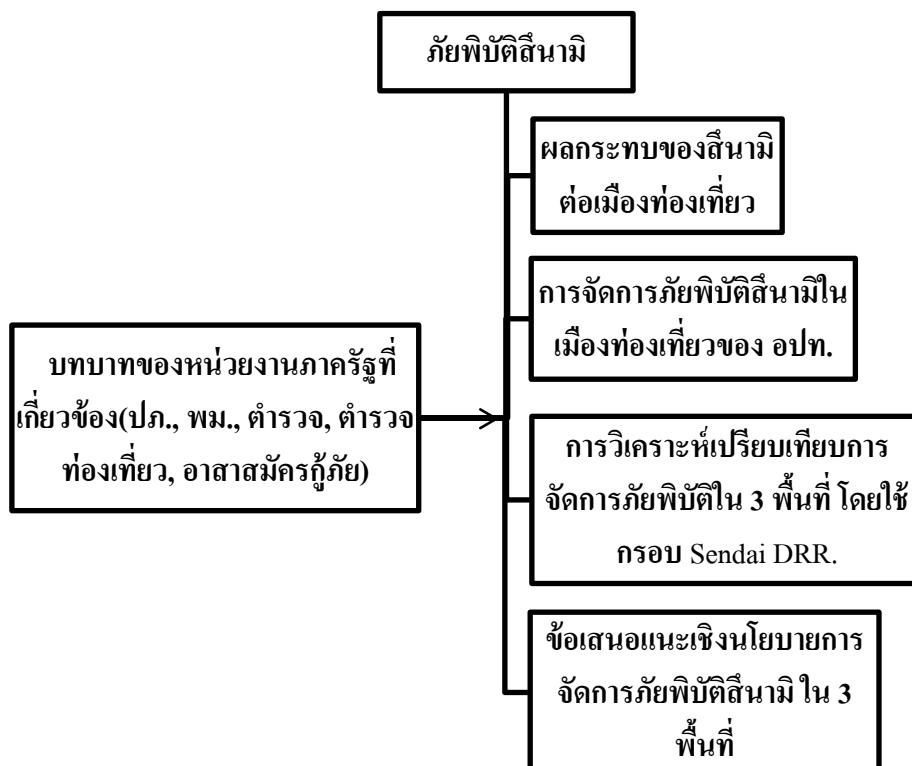 ภัยพิบัติสึนามิ
ผลกระทบของสึนามิ
ต่อเมืองท่องเที่ยว
การจัดการภัยพิบัติสึนามิใน
เมืองท่องเที่ยวของ อปท.
บทบาทของหน่วยงานภาครัฐที่
เกี่ยวข้อง(ปภ., พม., ตำรวจ, ตำรวจ
ท่องเที่ยว, อาสาสมัครกู้ภัย)
การวิเคราะห์เปรียบเทียบการ
จัดการภัยพิบัติใน 3 พื้นที่ โดยใช้
กรอบ Sendai DRR.
ข้อเสนอแนะเชิงนโยบายการ
จัดการภัยพิบัติสึนามิ ใน 3
พื้นที่